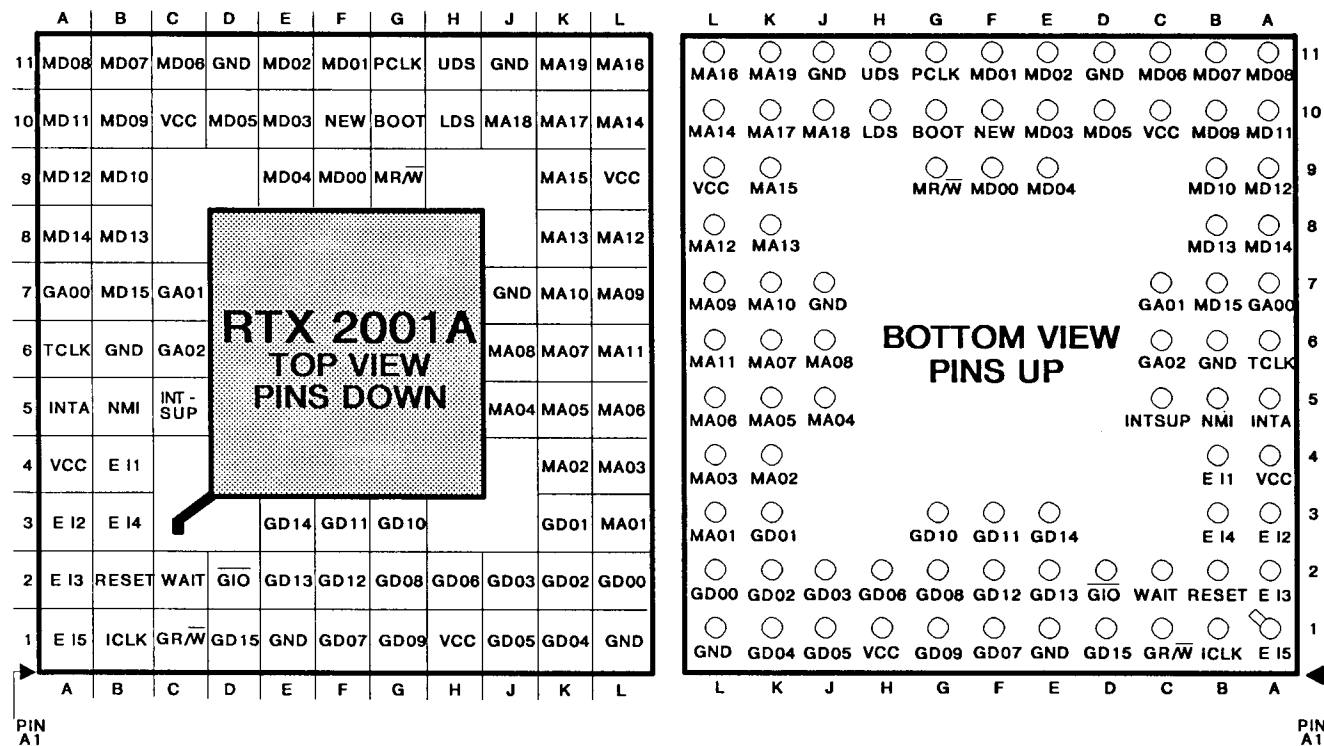 A B C D E F G H J K L
11 MD08 MD07 MD06 GND MD02 MD01 PCLK UDS GND MA19 MA16
10 MD11 MD09 VCC MD05 MD03 NEW BOOT LDS MA18 MA17 MA14
9 MD12 MD10 MD04 MD00 MR/W̅ MA15 VCC
8 MD14 MD13 MA13 MA12
7 GA00 MD15 GA01 GND MA10 MA09
6 TCLK GND GA02 MA08 MA07 MA11
5 INTA NMI INT-SUP MA04 MA05 MA06
4 VCC E I1 MA02 MA03
3 E I2 E I4 GD14 GD11 GD10 GD01 MA01
2 E I3 RESET WAIT G̅I̅O̅ GD13 GD12 GD08 GD06 GD03 GD02 GD00
1 E I5 ICLK GR/W̅ GD15 GND GD07 GD09 VCC GD05 GD04 GND
A B C D E F G H J K L
RTX 2001A
TOP VIEW
PINS DOWN
PIN
A1
L K J H G F E D C B A
MA16 MA19 GND UDS PCLK MD01 MD02 GND MD06 MD07 MD08 11
MA14 MA17 MA18 LDS BOOT NEW MD03 MD05 VCC MD09 MD11 10
VCC MA15 MR/W̅ MD00 MD04 MD10 MD12 9
MA12 MA13 MD13 MD14 8
MA09 MA10 GND GA01 MD15 GA00 7
MA11 MA07 MA08 GA02 GND TCLK 6
MA06 MA05 MA04 INTSUP NMI INTA 5
MA03 MA02 E I1 VCC 4
MA01 GD01 GD10 GD11 GD14 E I4 E I2 3
GD00 GD02 GD03 GD06 GD08 GD12 GD13 G̅I̅O̅ WAIT RESET E I3 2
GND GD04 GD05 VCC GD09 GD07 GND GD15 GR/W̅ ICLK E I5 1
L K J H G F E D C B A
BOTTOM VIEW
PINS UP
PIN
A1